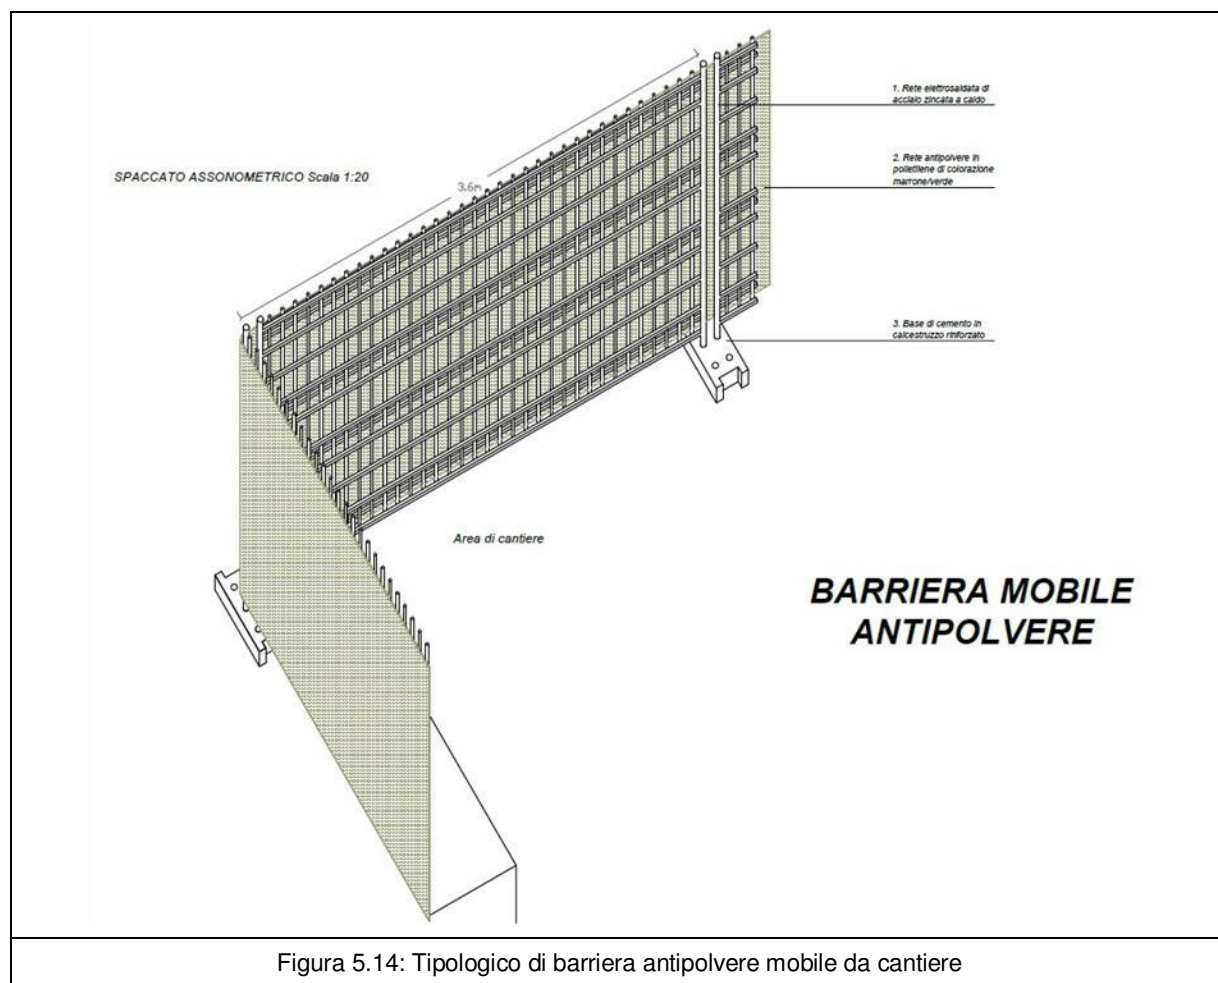 1. Rete elettrosaldata di
acciaio zincata a caldo
SPACCATO ASSONOMETRICO Scala 1:20
3.6m
2. Rete antipolvere in
polietilene di colorazione
marrone/verde
3. Base di cemento in
calcestruzzo rinforzato
Area di cantiere
BARRIERA MOBILE
ANTIPOLVERE
Figura 5.14: Tipologico di barriera antipolvere mobile da cantiere